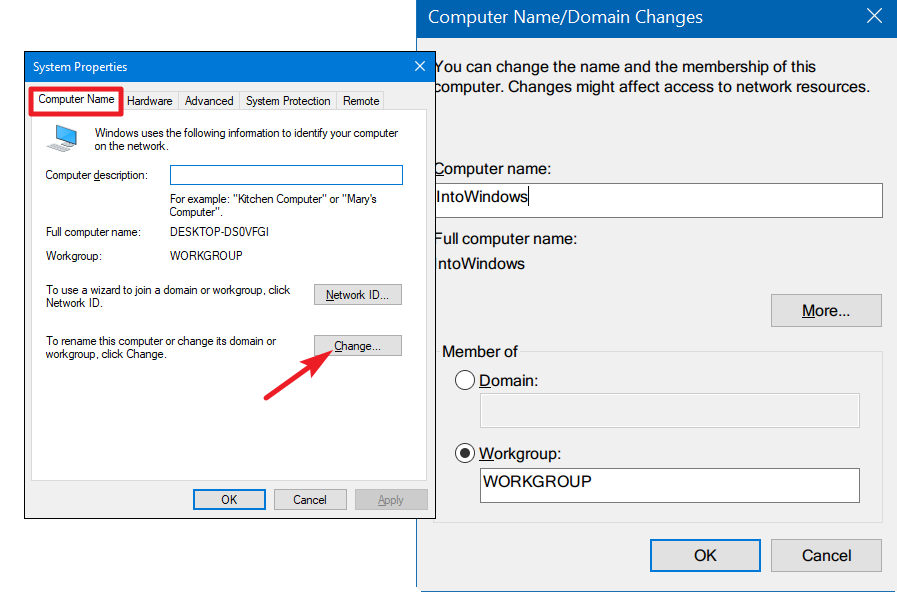 System Properties
Computer Name
Hardware
Advanced
System Protection
Remote
Windows uses the following information to identify your computer
on the network.
Computer description:
For example: "Kitchen Computer" or "Mary's
Computer".
Full computer name:
DESKTOP-DS0VFGI
Workgroup:
WORKGROUP
To use a wizard to join a domain or workgroup, click
Network ID.
Network ID...
To rename this computer or change its domain or
workgroup, click Change.
Change...
OK
Cancel
Apply
Computer Name/Domain Changes
You can change the name and the membership of this
computer. Changes might affect access to network resources.
Computer name:
IntoWindows
Full computer name:
IntoWindows
More...
Member of
Domain:
Workgroup:
WORKGROUP
OK
Cancel